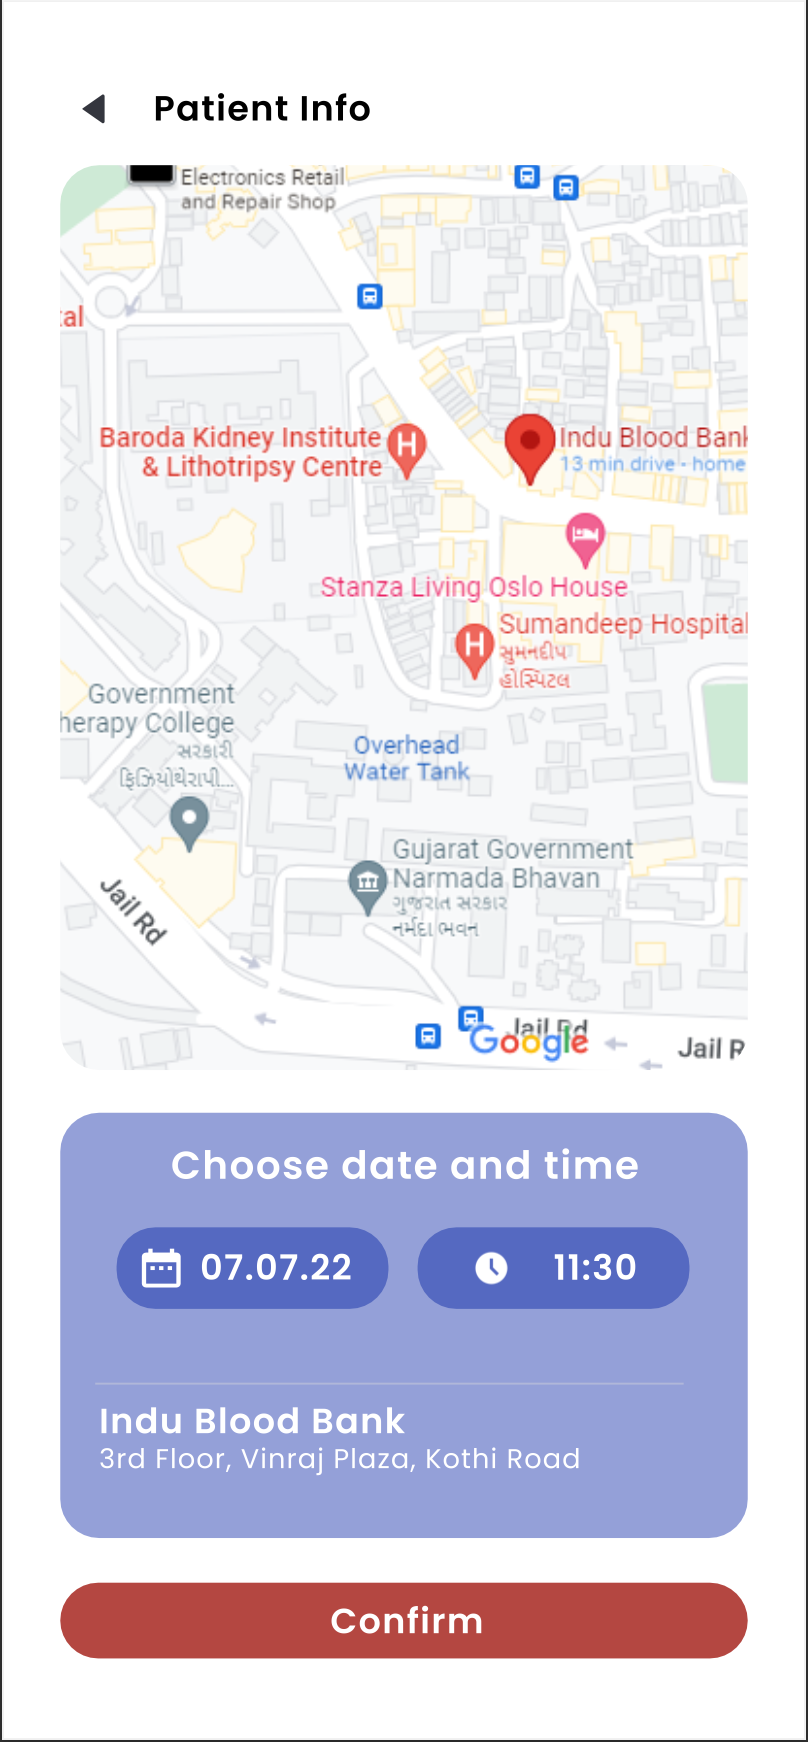 Patient Info
Electronics Retail
and Repair Shop
tal
Baroda Kidney Institute
& Lithotripsy Centre
H
Indu Blood Bank
13 min drive - home
Stanza Living Oslo House
H
Sumandeep Hospital
સુમનદીપ
હોસ્પિટલ
Government
herapy College
સરકારી
ફિઝિયોથેરાપી...
Overhead
Water Tank
Gujarat Government
Narmada Bhavan
ગુજરાત સરકાર
નર્મદા ભવન
Jail Rd
Jail Rd
Google
Jail R
Choose date and time
07.07.22
11:30
Indu Blood Bank
3rd Floor, Vinraj Plaza, Kothi Road
Confirm